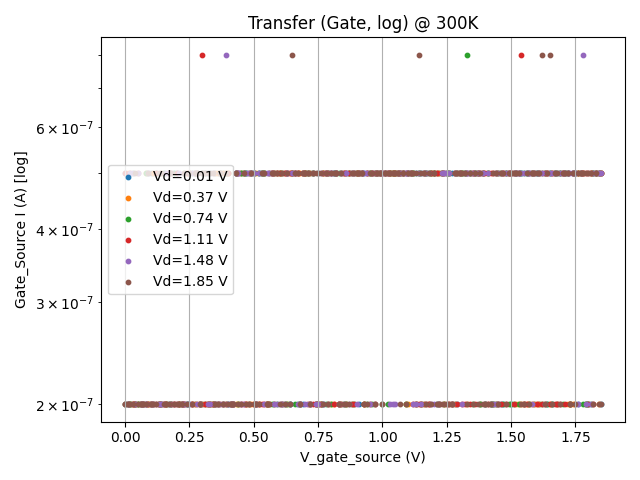 Transfer (Gate, log) @ 300K
Gate_Source I (A) [log]
6 × 10⁻⁷
4 × 10⁻⁷
3 × 10⁻⁷
2 × 10⁻⁷
Vd=0.01 V
Vd=0.37 V
Vd=0.74 V
Vd=1.11 V
Vd=1.48 V
Vd=1.85 V
0.00 0.25 0.50 0.75 1.00 1.25 1.50 1.75
V_gate_source (V)